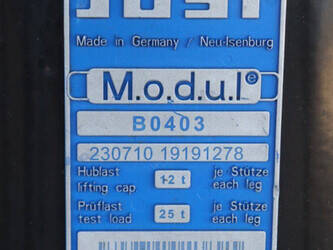 JOST
Made in Germany / Neu-Isenburg
M.o.d.u.l e
B0403
230710 19191278
Hublast 12 t je Stütze
lifting cap. each leg
Prüflast 25 t je Stütze
test load each leg